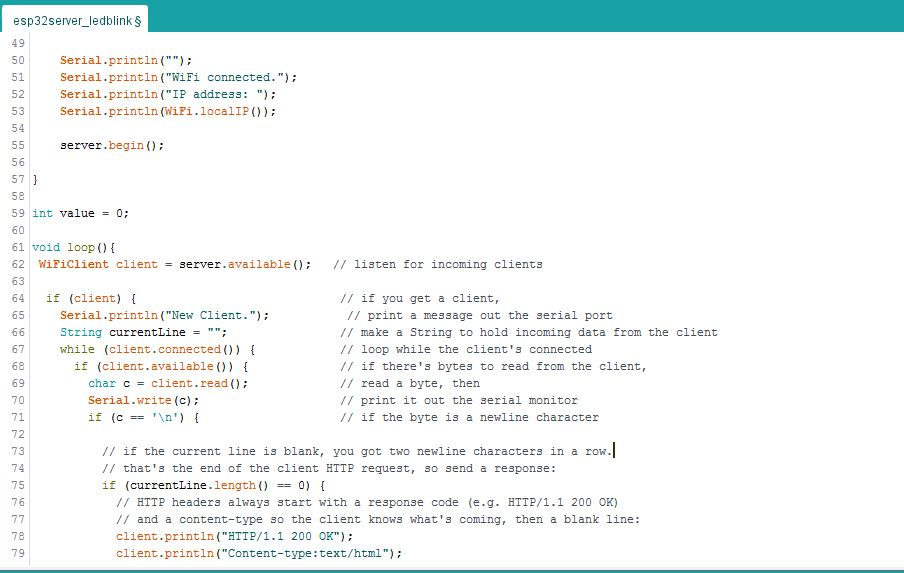 esp32server_ledblink §
49
50 Serial.println("");
51 Serial.println("WiFi connected.");
52 Serial.println("IP address: ");
53 Serial.println(WiFi.localIP());
54
55 server.begin();
56
57 }
58
59 int value = 0;
60
61 void loop(){
62 WiFiClient client = server.available();   // listen for incoming clients
63
64 if (client) {                             // if you get a client,
65 Serial.println("New Client.");           // print a message out the serial port
66 String currentLine = "";                // make a String to hold incoming data from the client
67 while (client.connected()) {            // loop while the client's connected
68 if (client.available()) {             // if there's bytes to read from the client,
69 char c = client.read();             // read a byte, then
70 Serial.write(c);                    // print it out the serial monitor
71 if (c == '\n') {                    // if the byte is a newline character
72
73 // if the current line is blank, you got two newline characters in a row.
74 // that's the end of the client HTTP request, so send a response:
75 if (currentLine.length() == 0) {
76 // HTTP headers always start with a response code (e.g. HTTP/1.1 200 OK)
77 // and a content-type so the client knows what's coming, then a blank line:
78 client.println("HTTP/1.1 200 OK");
79 client.println("Content-type:text/html");